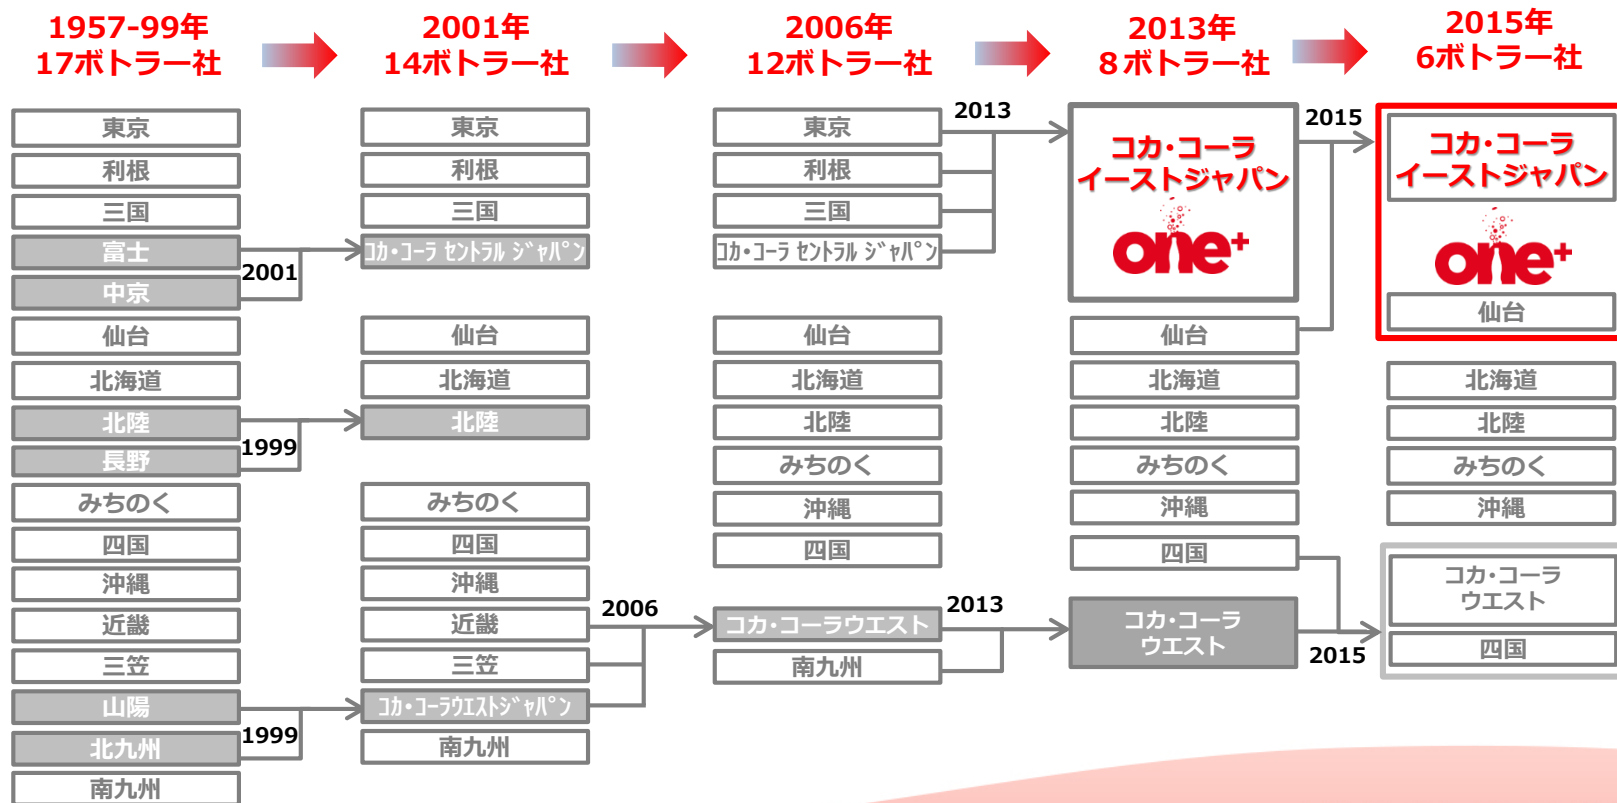 1957-99年
17ボトラー社
2001年
14ボトラー社
2006年
12ボトラー社
2013年
8ボトラー社
2015年
6ボトラー社
東京
利根
三国
富士
中京
2001
仙台
北海道
北陸
長野
1999
みちのく
四国
沖縄
近畿
三笠
山陽
北九州
1999
南九州
東京
利根
三国
コカ・コーラ セントラル ジャパン
仙台
北海道
北陸
みちのく
四国
沖縄
近畿
三笠
コカ・コーラウエストジャパン
南九州
2006
東京
利根
三国
コカ・コーラ セントラル ジャパン
2013
仙台
北海道
北陸
みちのく
沖縄
四国
コカ・コーラウエスト
南九州
2013
コカ・コーラ
イーストジャパン
one+
2015
仙台
北海道
北陸
みちのく
沖縄
四国
コカ・コーラ
ウエスト
2015
コカ・コーラ
イーストジャパン
one+
仙台
北海道
北陸
みちのく
沖縄
コカ・コーラ
ウエスト
四国